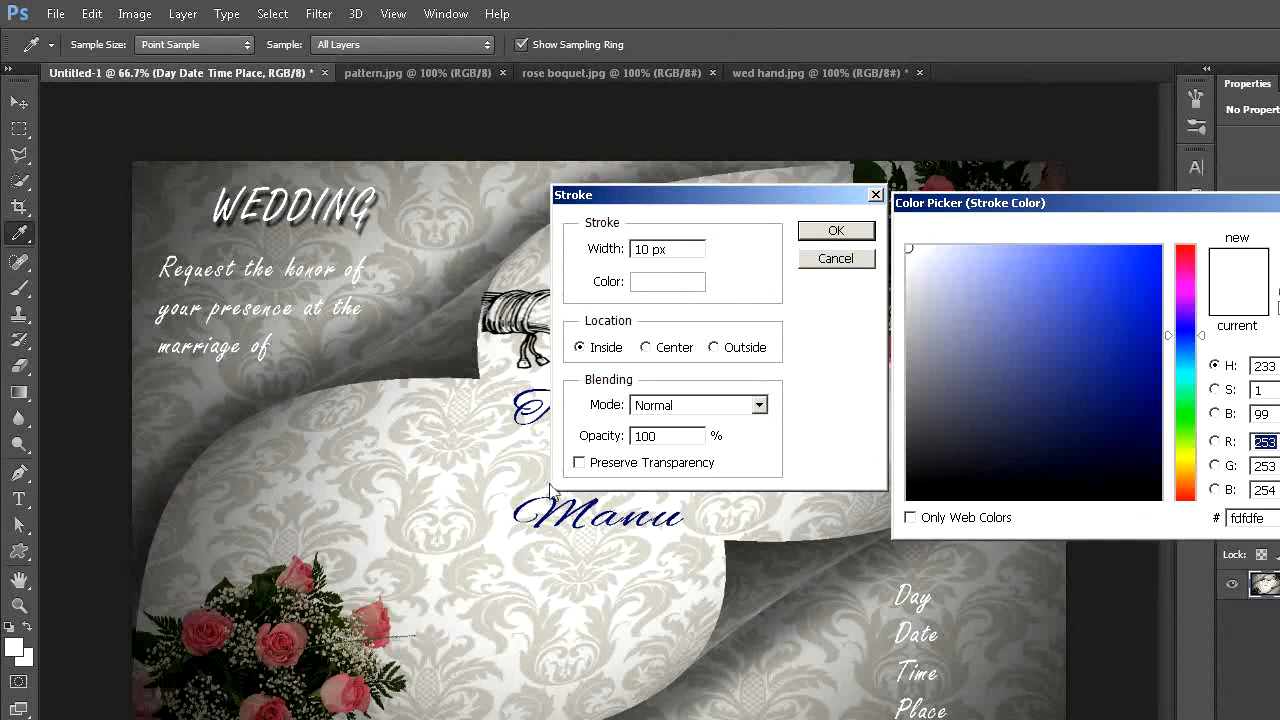 Ps File Edit Image Layer Type Select Filter 3D View Window Help
Sample Size: Point Sample Sample: All Layers Show Sampling Ring
Untitled-1 @ 66.7% (Day Date Time Place, RGB/8) * × pattern.jpg @ 100% (RGB/8) × rose boquet.jpg @ 100% (RGB/8#) × wed hand.jpg @ 100% (RGB/8#) * ×
Properties
No Propert
WEDDING
Request the honor of
your presence at the
marriage of
Manu
Day
Date
Time
Place
Stroke
Stroke
Width: 10 px
Color:
Location
Inside Center Outside
Blending
Mode: Normal
Opacity: 100 %
Preserve Transparency
OK
Cancel
Color Picker (Stroke Color)
new
current
H: 233
S: 1
B: 99
R: 253
G: 253
B: 254
# fdfdfe
Only Web Colors
Lock: